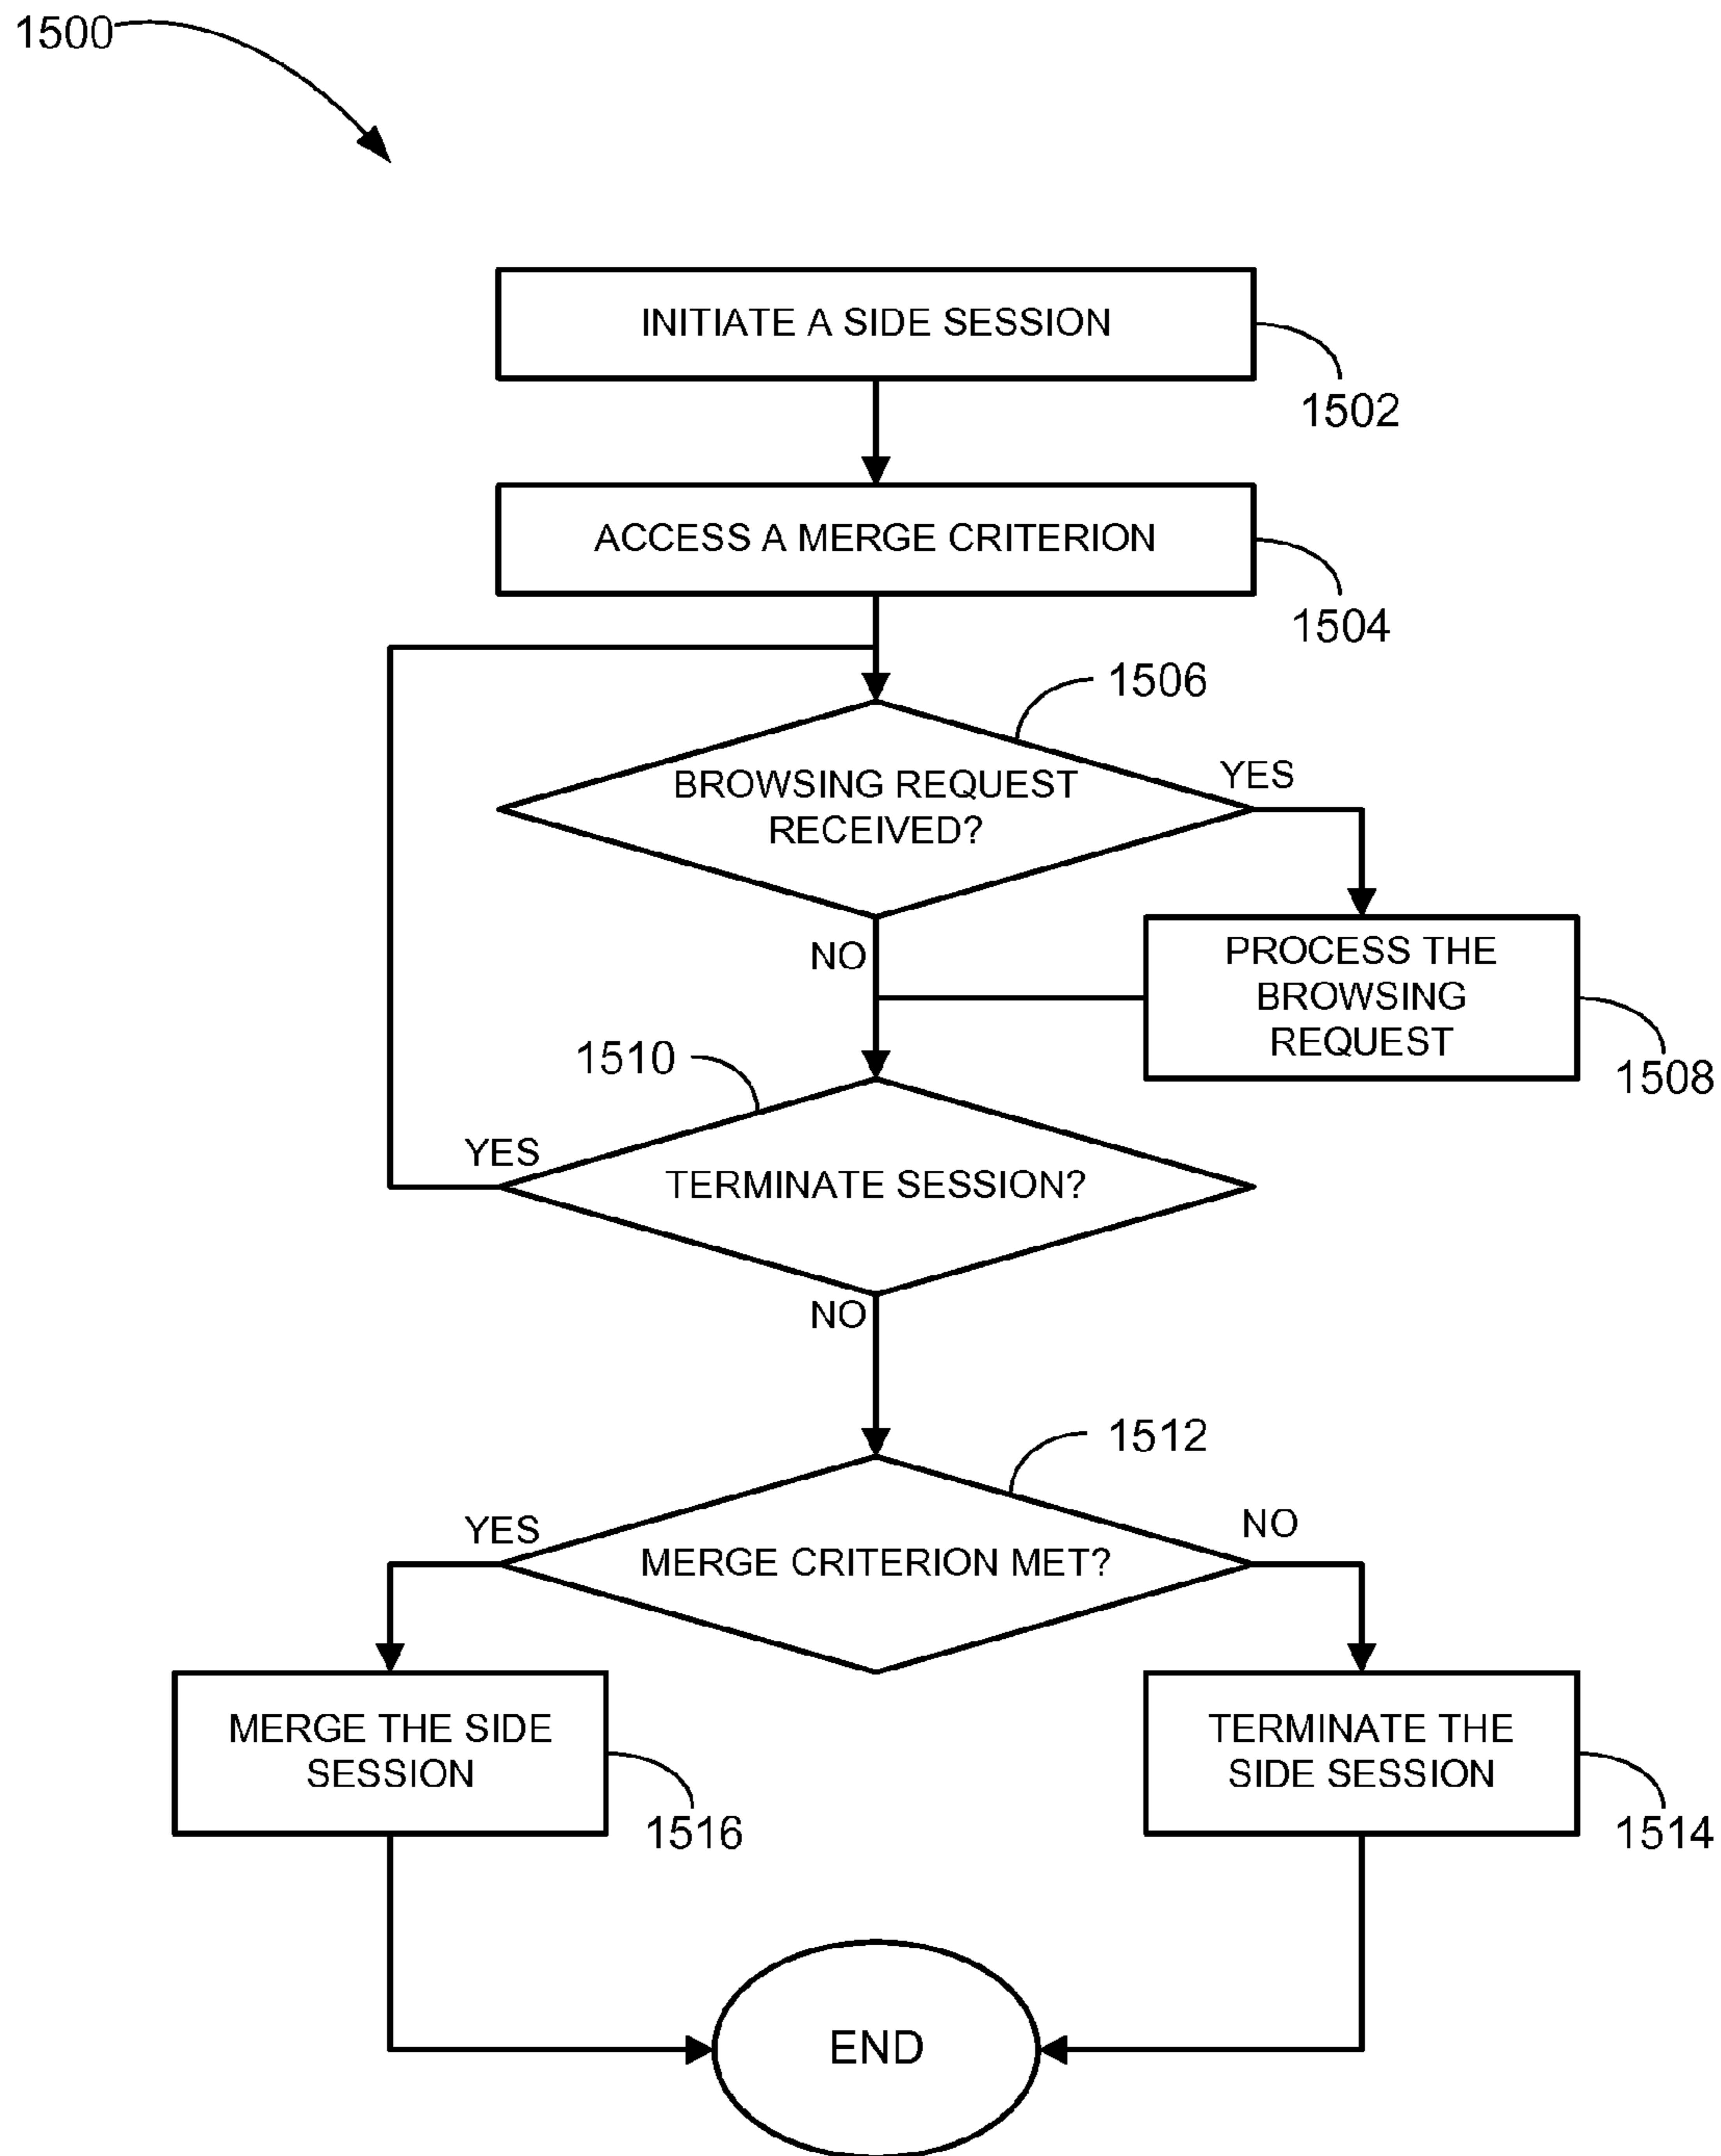 1500
INITIATE A SIDE SESSION
1502
ACCESS A MERGE CRITERION
1504
1506
BROWSING REQUEST
RECEIVED?
YES
NO
PROCESS THE
BROWSING
REQUEST
1508
1510
YES
TERMINATE SESSION?
NO
1512
YES
MERGE CRITERION MET?
NO
MERGE THE SIDE
SESSION
1516
TERMINATE THE
SIDE SESSION
1514
END